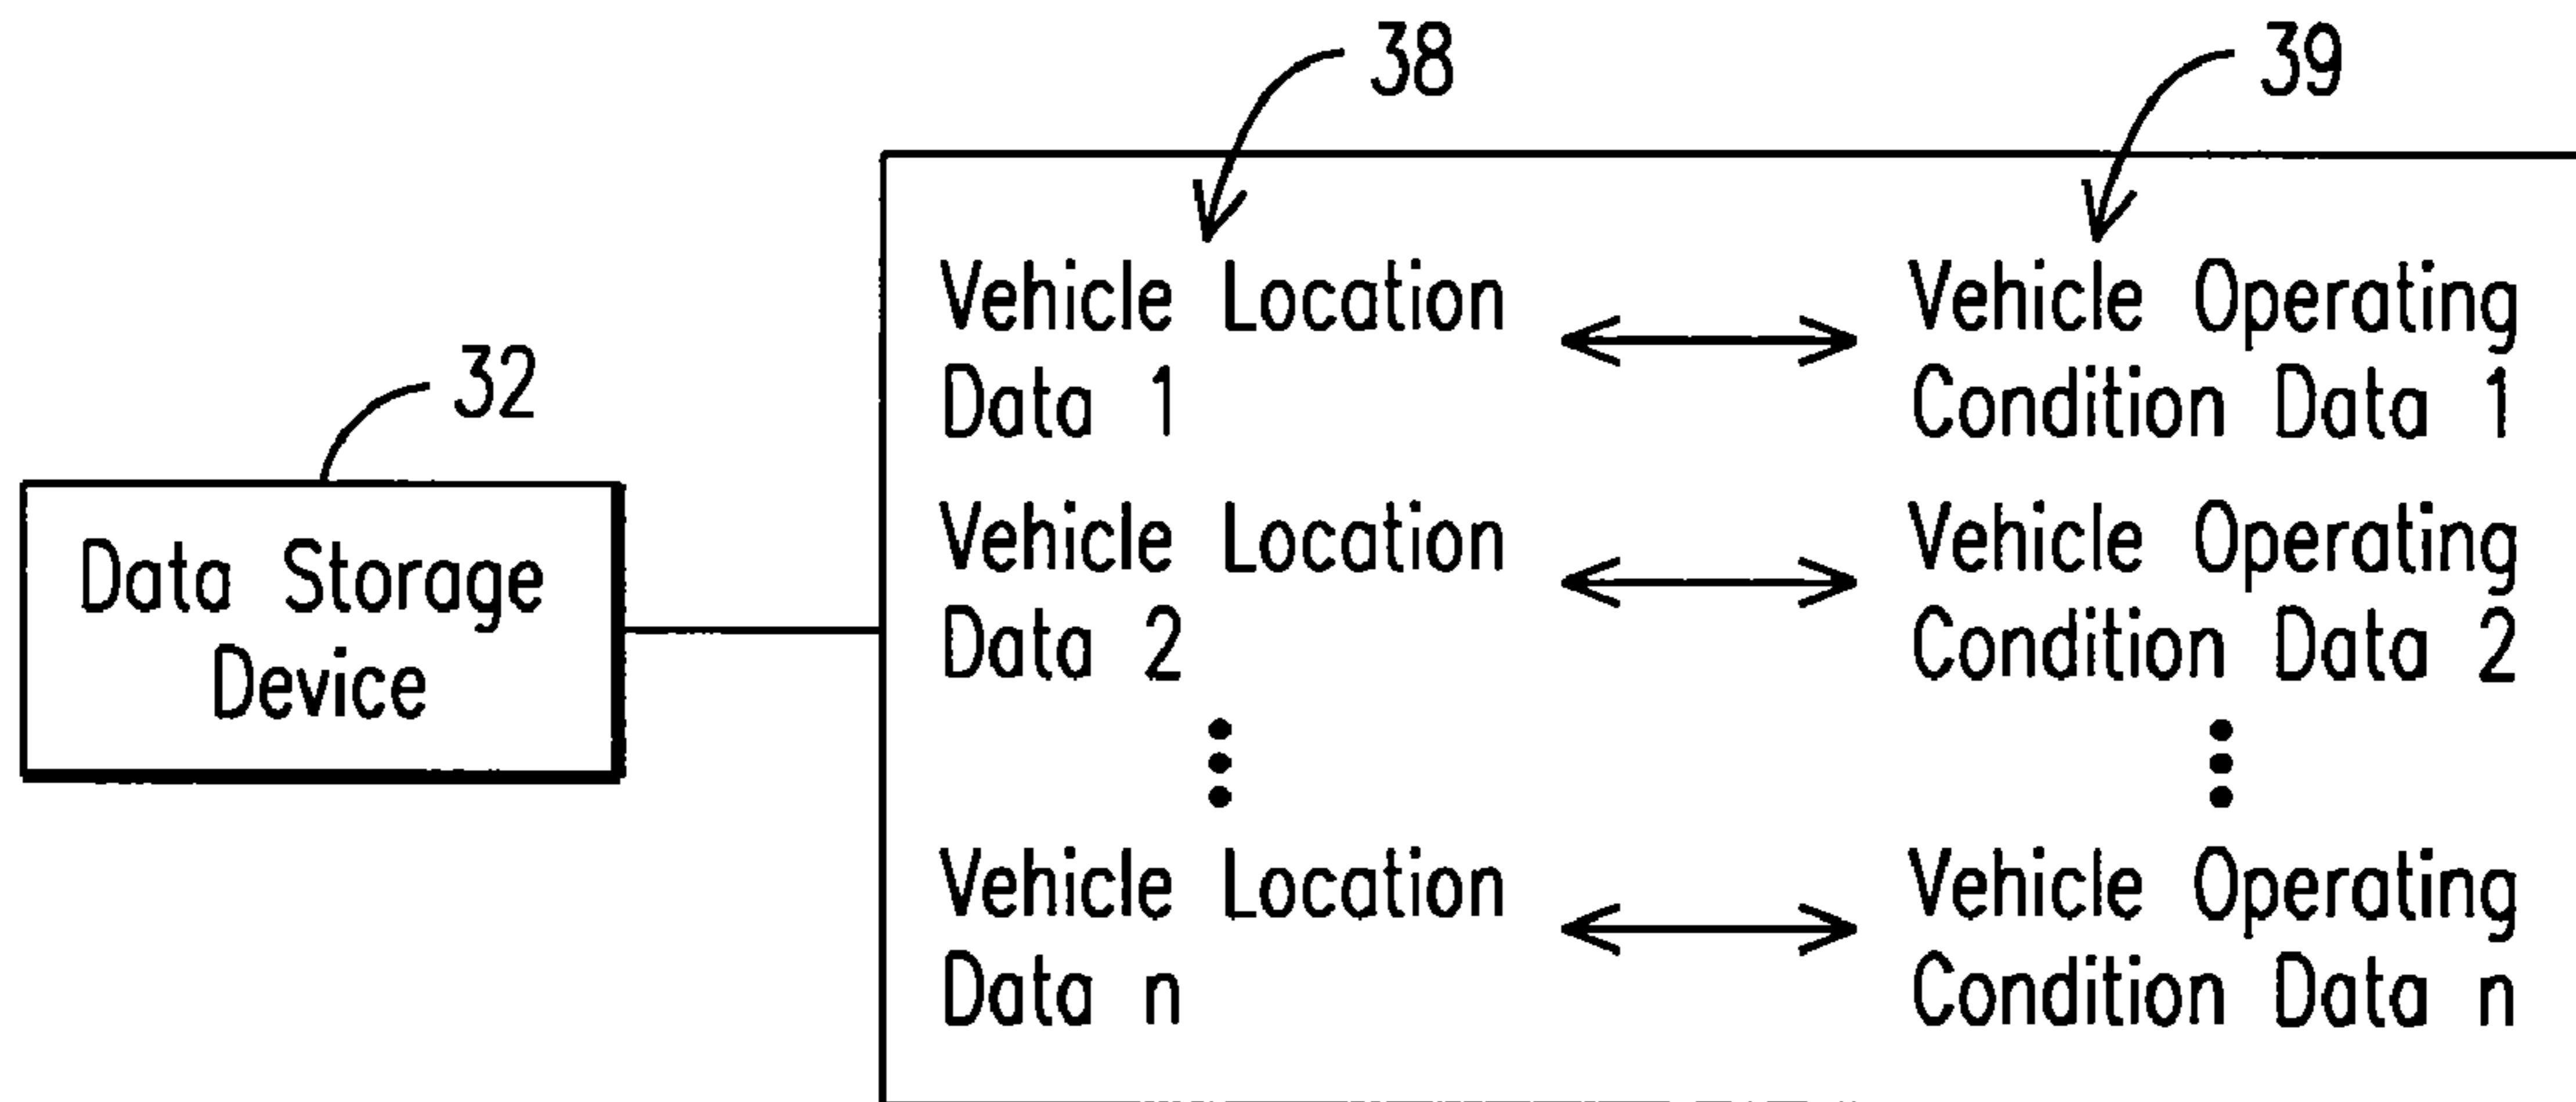 38
39
32
Data Storage
Device
Vehicle Location
Data 1
Vehicle Operating
Condition Data 1
Vehicle Location
Data 2
Vehicle Operating
Condition Data 2
Vehicle Location
Data n
Vehicle Operating
Condition Data n